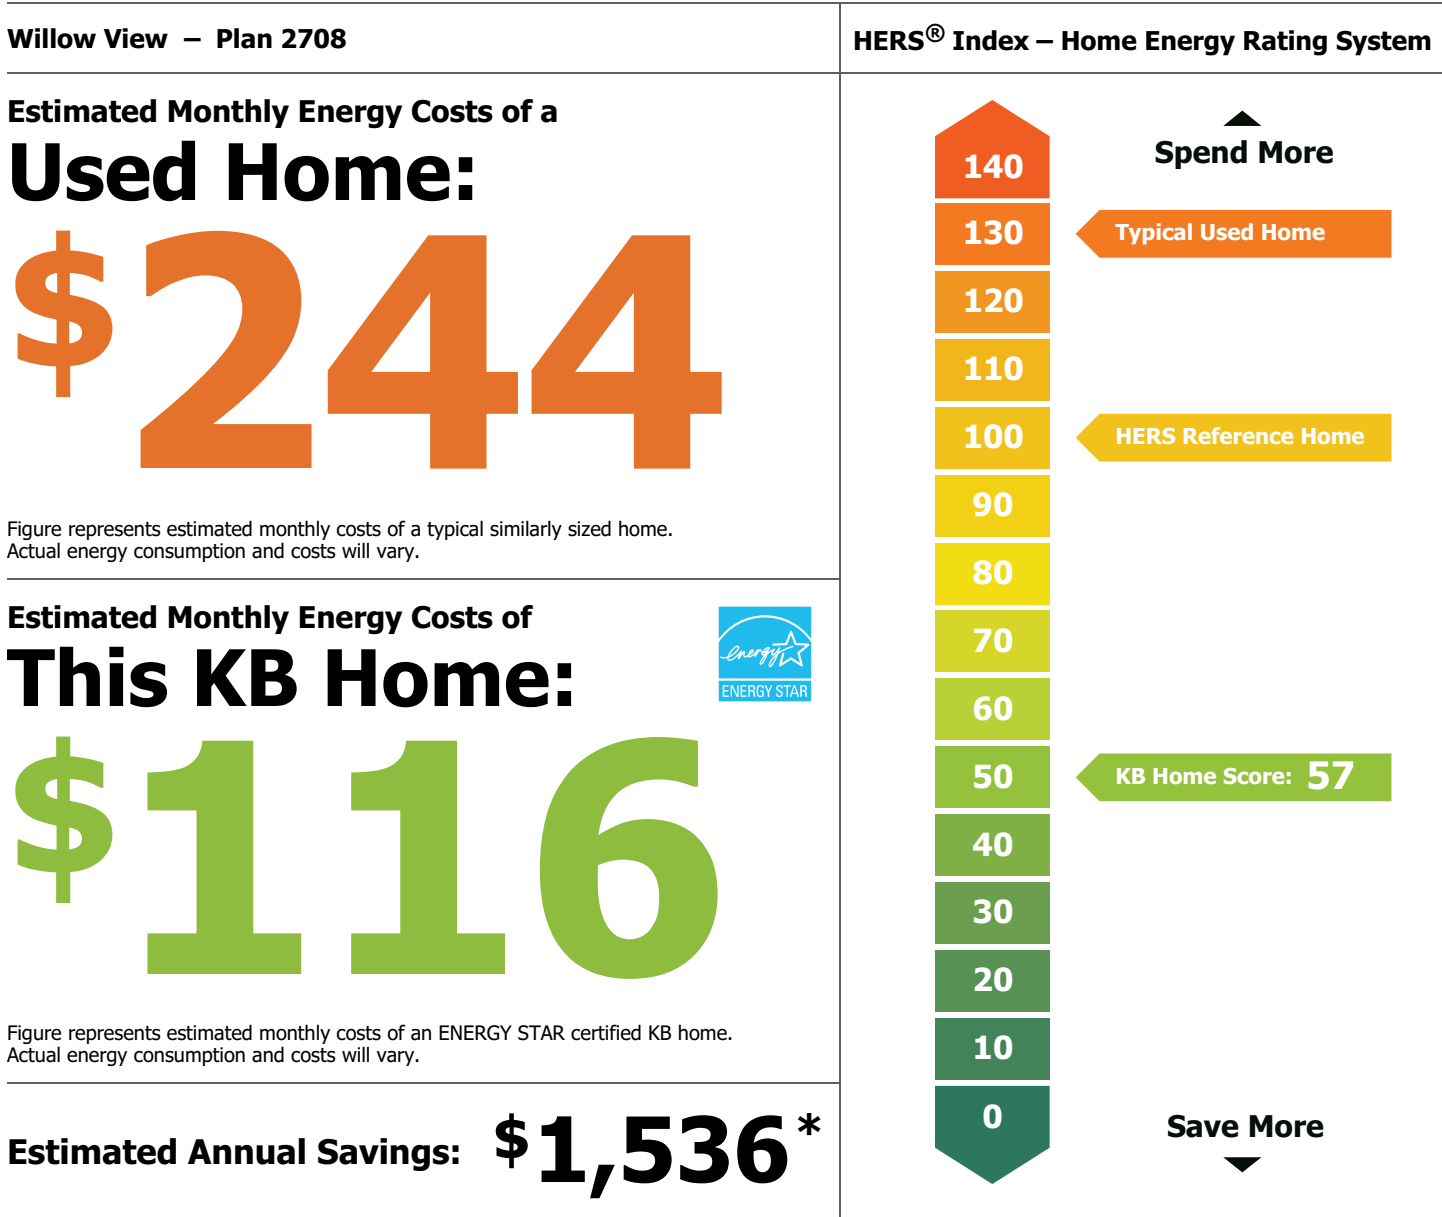 Willow View – Plan 2708
Estimated Monthly Energy Costs of a
Used Home:
$244
Figure represents estimated monthly costs of a typical similarly sized home.
Actual energy consumption and costs will vary.
Estimated Monthly Energy Costs of
This KB Home:
energy
ENERGY STAR
$116
Figure represents estimated monthly costs of an ENERGY STAR certified KB home.
Actual energy consumption and costs will vary.
Estimated Annual Savings: $1,536*
HERS® Index – Home Energy Rating System
Spend More
140
130 Typical Used Home
120
110
100 HERS Reference Home
90
80
70
60
50 KB Home Score: 57
40
30
20
10
0
Save More